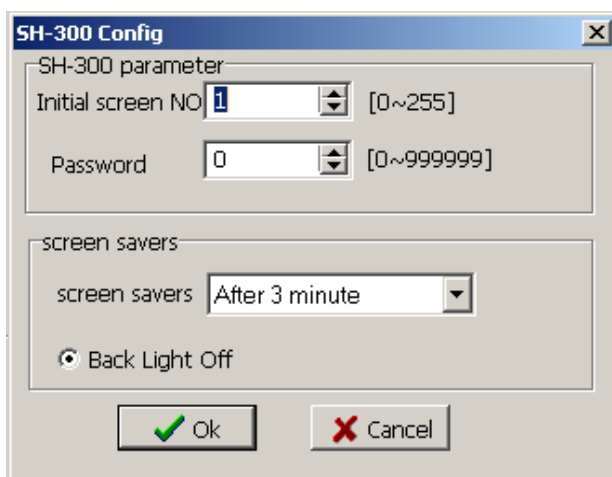 SH-300 Config
SH-300 parameter
Initial screen NO 1 [0~255]
Password 0 [0~999999]
screen savers
screen savers After 3 minute
Back Light Off
Ok Cancel